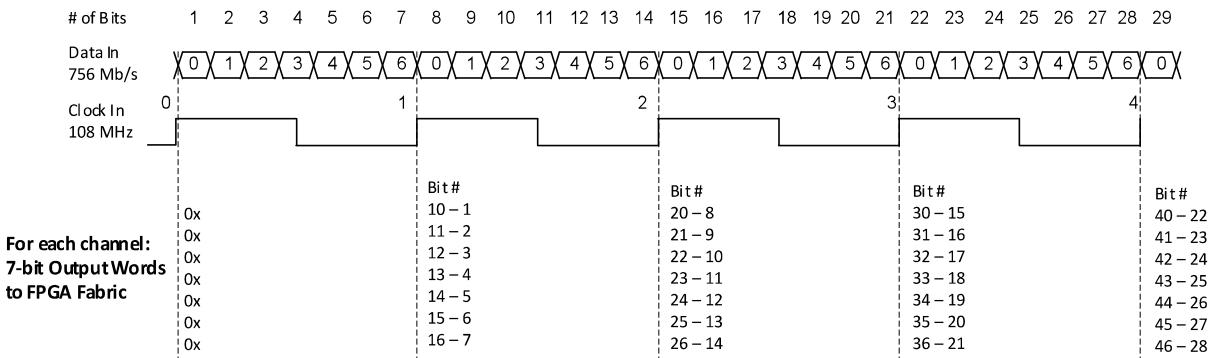 # of Bits 1 2 3 4 5 6 7 8 9 10 11 12 13 14 15 16 17 18 19 20 21 22 23 24 25 26 27 28 29
Data In
756 Mb/s
0 1 2 3 4 5 6 0 1 2 3 4 5 6 0 1 2 3 4 5 6 0 1 2 3 4 5 6 0
0 1 2 3 4
Clock In
108 MHz
For each channel:
7-bit Output Words
to FPGA Fabric
0x
0x
0x
0x
0x
0x
0x
Bit #
10 – 1
11 – 2
12 – 3
13 – 4
14 – 5
15 – 6
16 – 7
Bit #
20 – 8
21 – 9
22 – 10
23 – 11
24 – 12
25 – 13
26 – 14
Bit #
30 – 15
31 – 16
32 – 17
33 – 18
34 – 19
35 – 20
36 – 21
Bit #
40 – 22
41 – 23
42 – 24
43 – 25
44 – 26
45 – 27
46 – 28